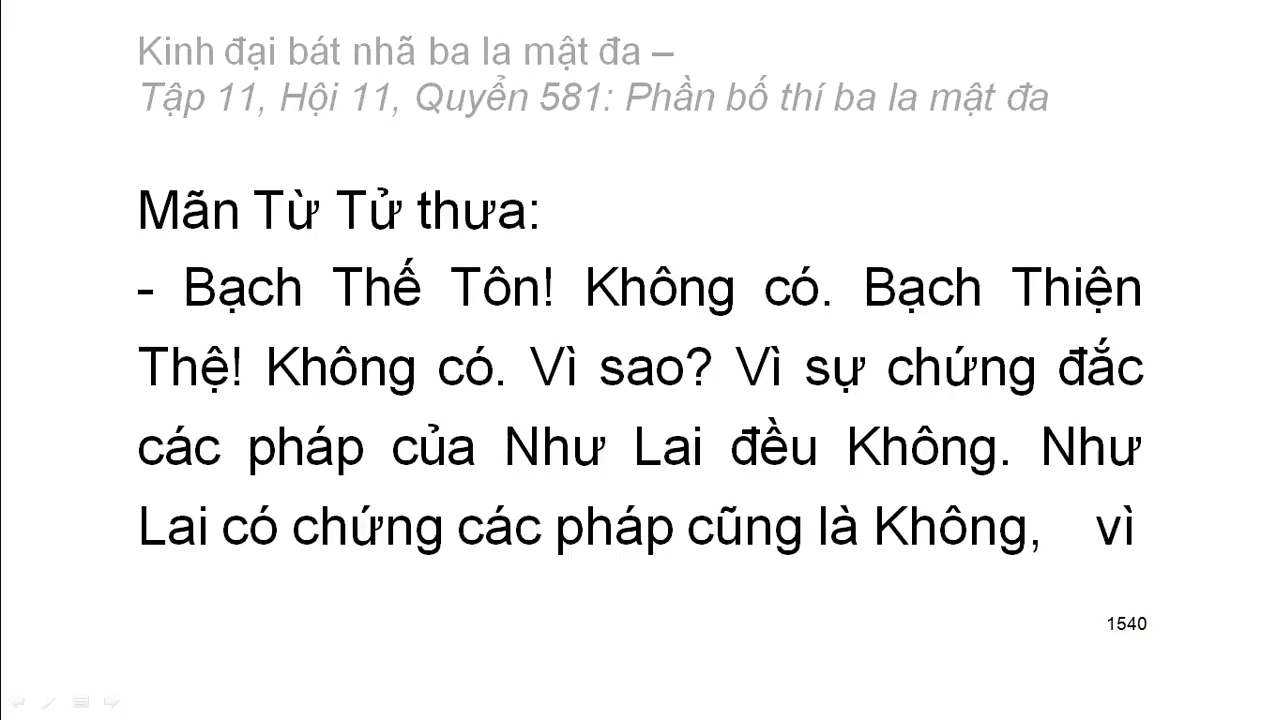 Kinh đại bát nhã ba la mật đa –
Tập 11, Hội 11, Quyển 581: Phần bố thí ba la mật đa
Mãn Từ Tử thưa:
- Bạch Thế Tôn! Không có. Bạch Thiện
Thệ! Không có. Vì sao? Vì sự chứng đắc
các pháp của Như Lai đều Không. Như
Lai có chứng các pháp cũng là Không, vì
1540